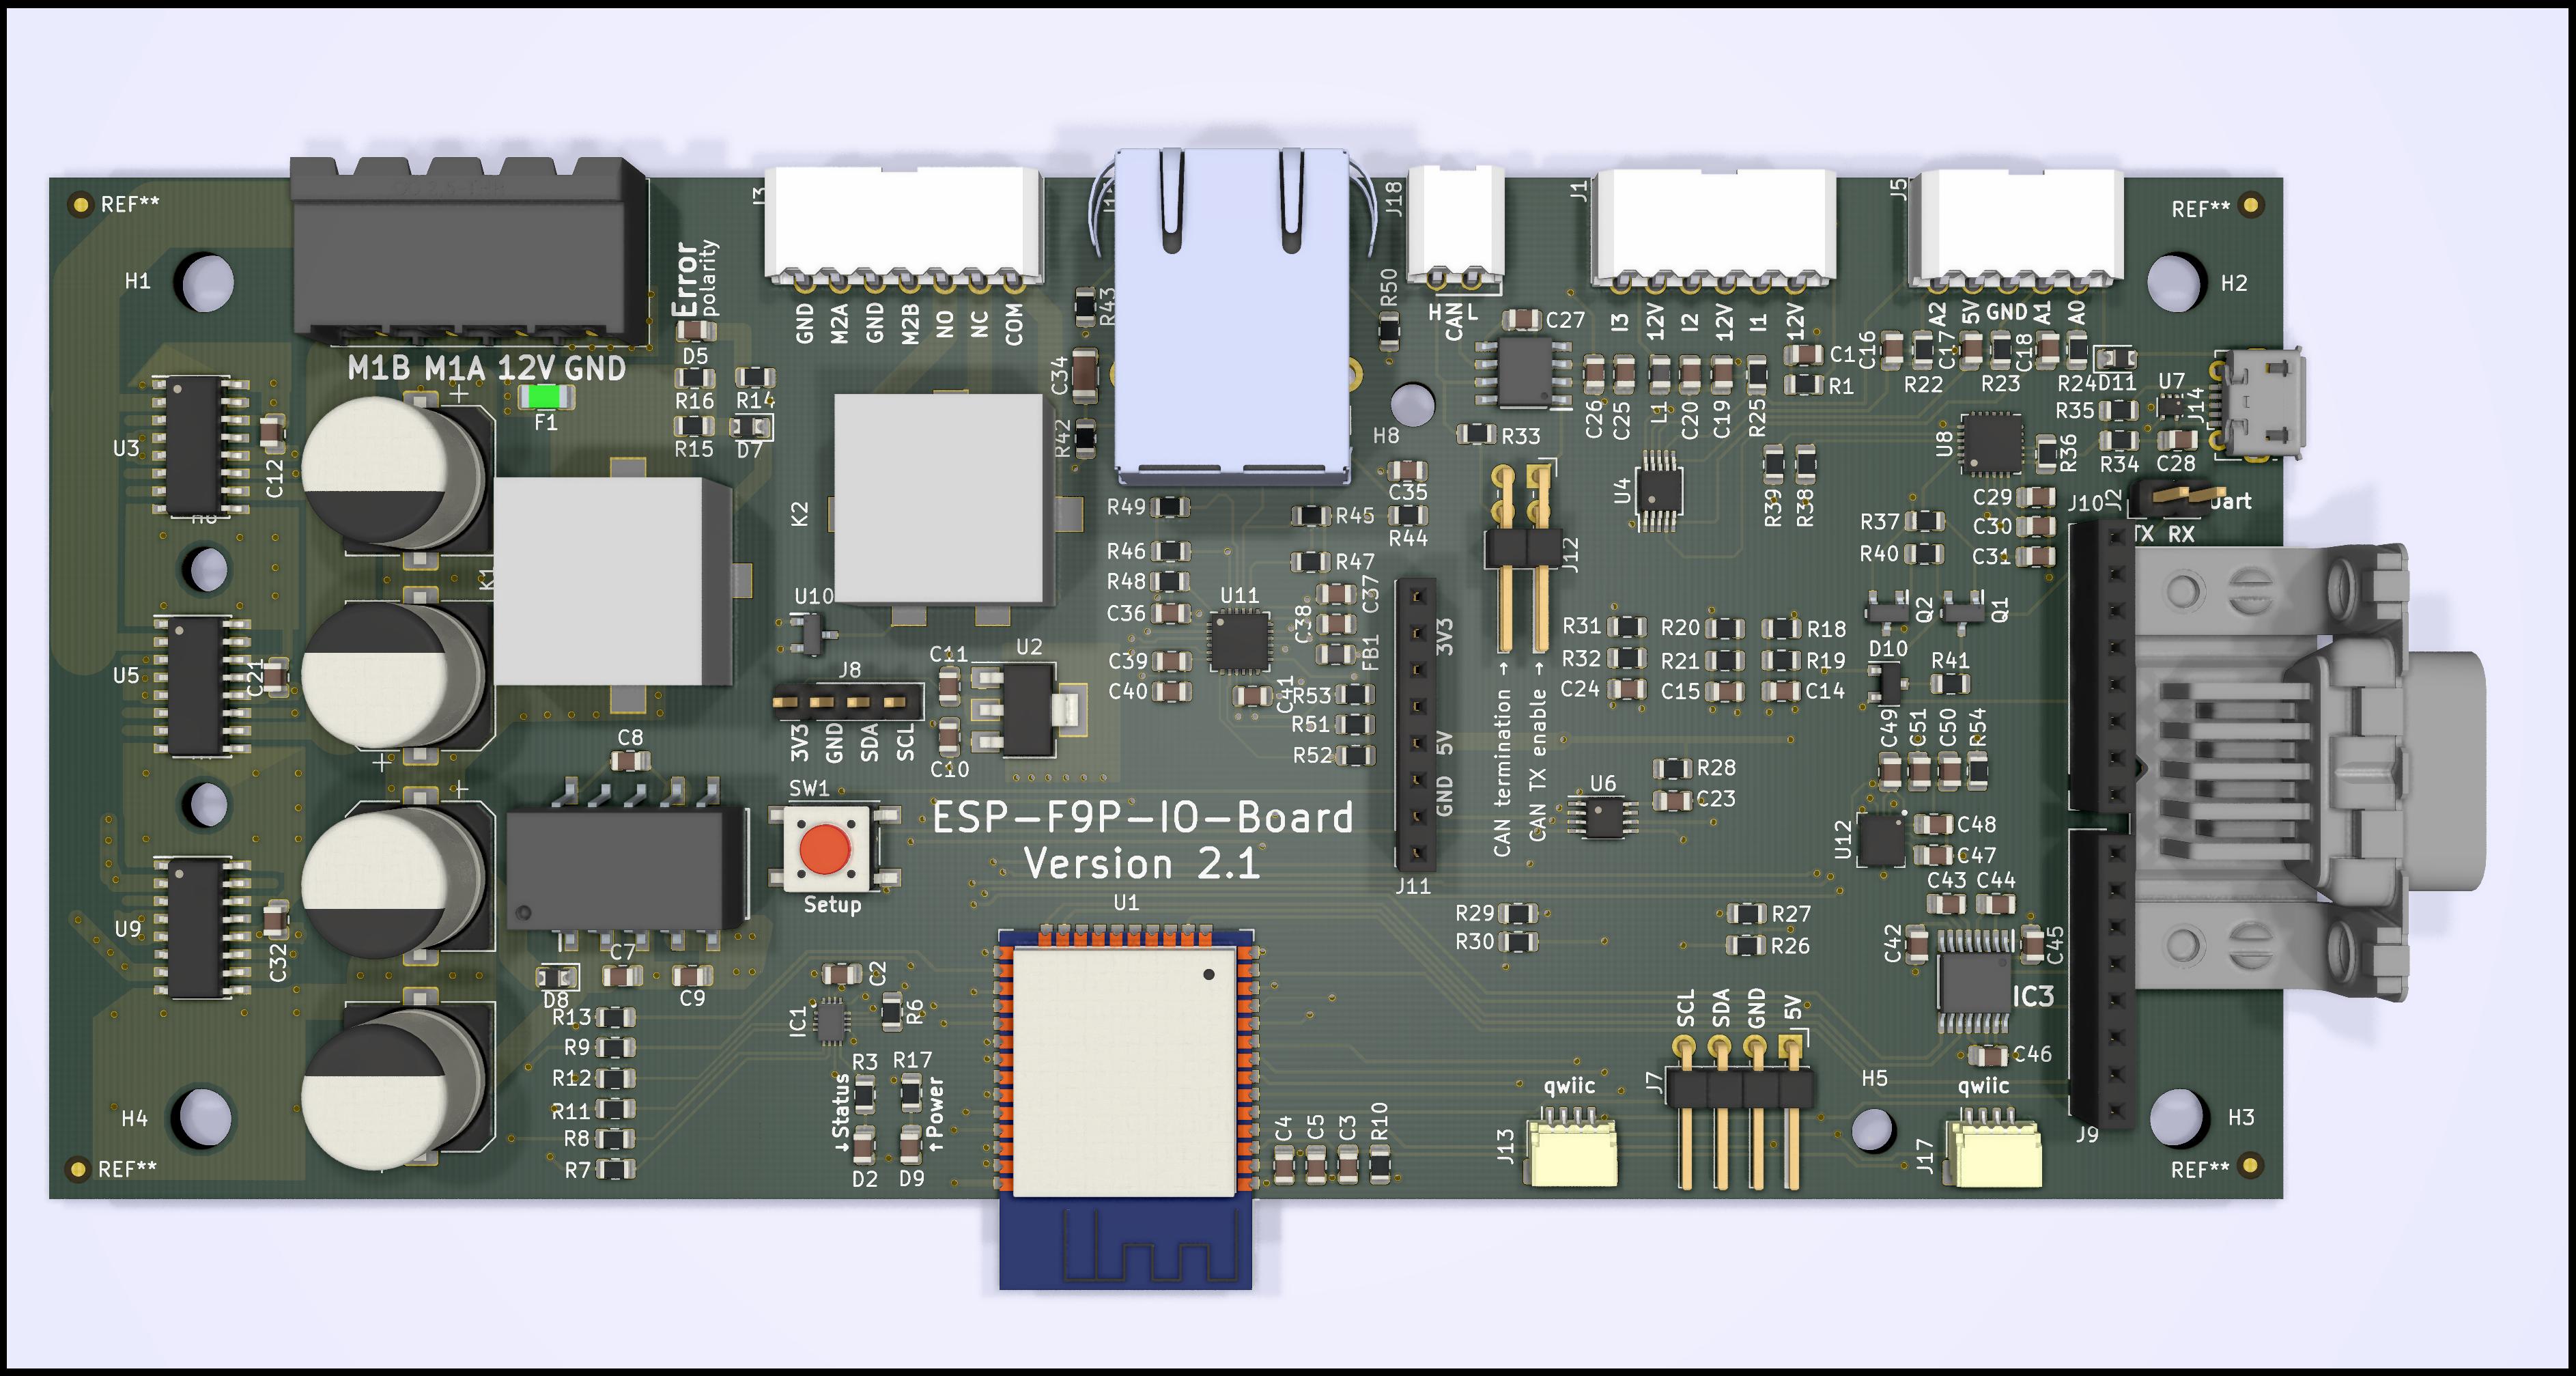 REF**
H1
M1B M1A 12V GND
F1
Error
polarity
D5
R16
R14
R15
D7
J3
GND
M2A
GND
M2B
NO
NC
COM
R43
C34
R42
R50
J18
H
CAN
L
C27
H8
R33
J1
I3
12V
I2
12V
I1
12V
C1
R1
C26
C25
L1
C20
C19
R25
J5
A2
5V
GND
A1
A0
C16
R22
C17
R23
C18
R24
D11
U7
J14
REF**
H2
U3
C12
K1
K2
U10
J8
3V3
GND
SDA
SCL
C11
U2
C10
R49
R46
R48
C36
C39
C40
U11
R45
R47
C37
C38
FB1
C41
R53
R51
R52
C35
R44
J12
3V3
5V
GND
J11
CAN termination →
CAN TX enable →
U4
R39
R38
U8
R35
R34
R36
C28
C29
C30
C31
R37
R40
J10
J2
TX RX
Q2
Q1
D10
R41
R31
R32
C24
R20
R21
C15
R18
R19
C14
C49
C51
C50
R54
R28
C23
U6
U12
C48
C47
C43
C44
C42
C45
IC3
C46
U5
C21
C8
SW1
Setup
ESP-F9P-IO-Board
Version 2.1
U1
U9
C32
D8
C7
C9
R13
R9
R12
R11
R8
R7
C2
IC1
R6
R3
R17
←Status
↑Power
D2
D9
C4
C5
C3
R10
R29
R30
R27
R26
SCL
SDA
GND
5V
J7
qwiic
J13
H5
qwiic
J17
J9
H3
REF**
H4
REF**